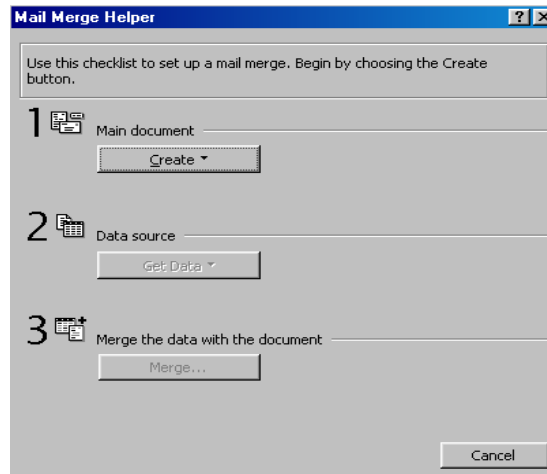 Mail Merge Helper
Use this checklist to set up a mail merge. Begin by choosing the Create
button.
1 Main document
Create
2 Data source
Get Data
3 Merge the data with the document
Merge...
Cancel